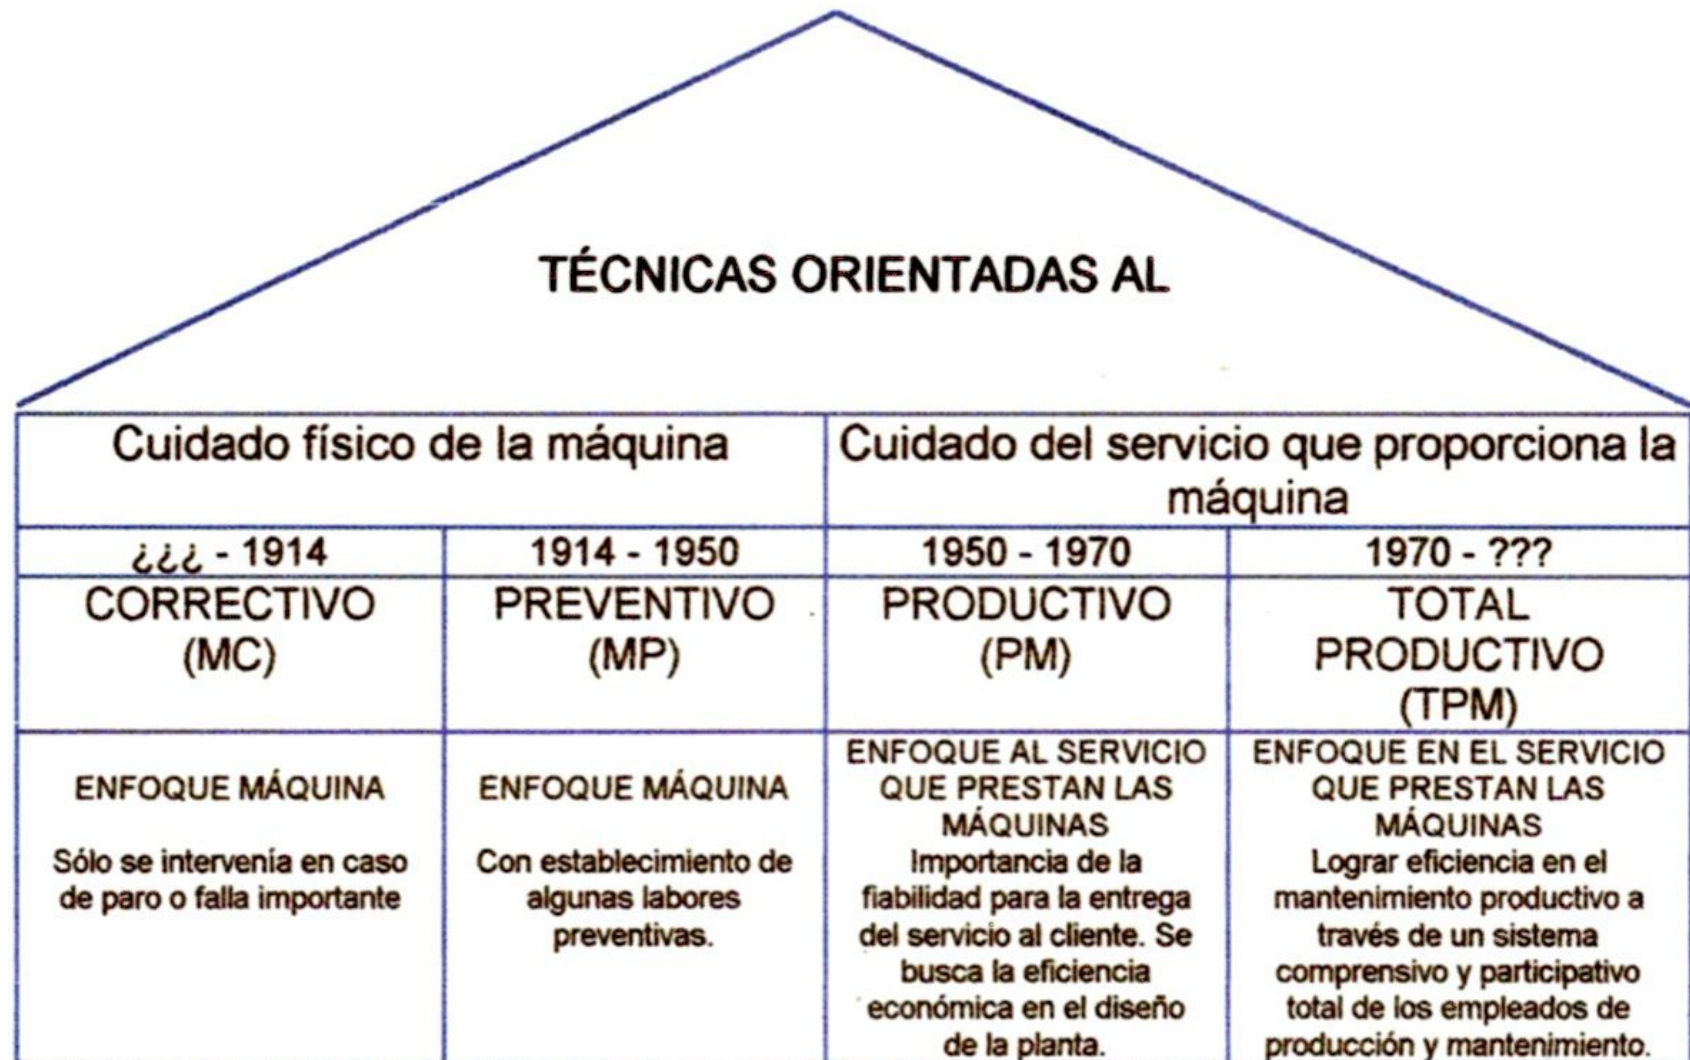 TÉCNICAS ORIENTADAS AL
Cuidado físico de la máquina
Cuidado del servicio que proporciona la
máquina
¿¿¿ - 1914
1914 - 1950
1950 - 1970
1970 - ???
CORRECTIVO
(MC)
PREVENTIVO
(MP)
PRODUCTIVO
(PM)
TOTAL
PRODUCTIVO
(TPM)
ENFOQUE MÁQUINA
Sólo se intervenía en caso
de paro o falla importante
ENFOQUE MÁQUINA
Con establecimiento de
algunas labores
preventivas.
ENFOQUE AL SERVICIO
QUE PRESTAN LAS
MÁQUINAS
Importancia de la
fiabilidad para la entrega
del servicio al cliente. Se
busca la eficiencia
económica en el diseño
de la planta.
ENFOQUE EN EL SERVICIO
QUE PRESTAN LAS
MÁQUINAS
Lograr eficiencia en el
mantenimiento productivo a
través de un sistema
comprensivo y participativo
total de los empleados de
producción y mantenimiento.